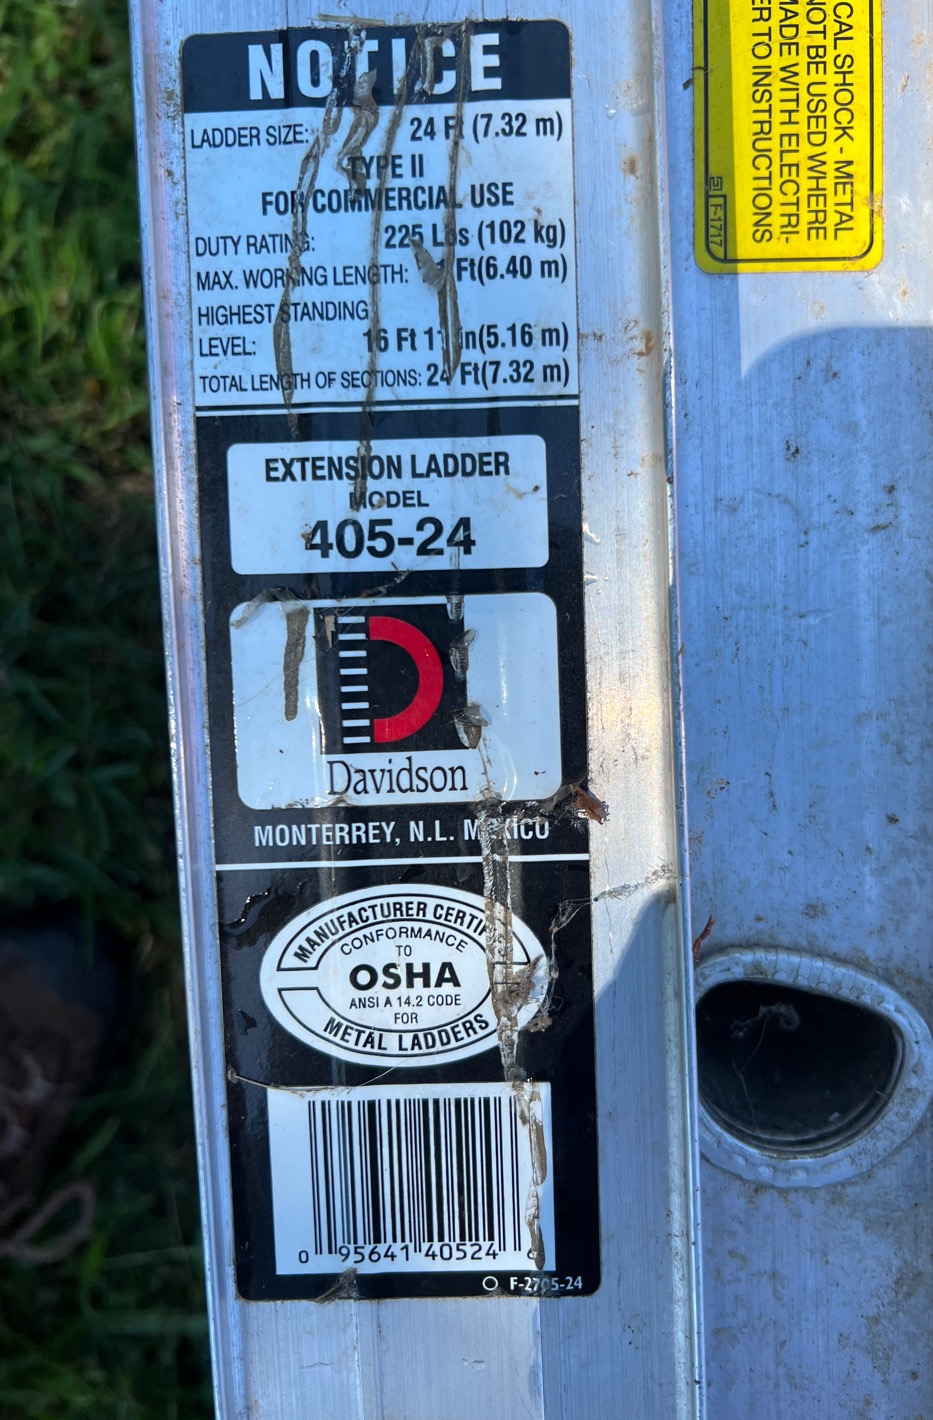 NOTICE
LADDER SIZE: 24 Ft (7.32 m)
TYPE II
FOR COMMERCIAL USE
DUTY RATING: 225 Lbs (102 kg)
MAX. WORKING LENGTH: Ft(6.40 m)
HIGHEST STANDING
LEVEL: 16 Ft 11 in(5.16 m)
TOTAL LENGTH OF SECTIONS: 24 Ft(7.32 m)
EXTENSION LADDER
MODEL
405-24
Davidson
MONTERREY, N.L. MEXICO
MANUFACTURER CERTIFIES
CONFORMANCE
TO
OSHA
ANSI A 14.2 CODE
FOR
METAL LADDERS
0 95641 40524
F-2705-24
CAL SHOCK - METAL
NOT BE USED WHERE
MADE WITH ELECTRI-
ER TO INSTRUCTIONS
F-1717